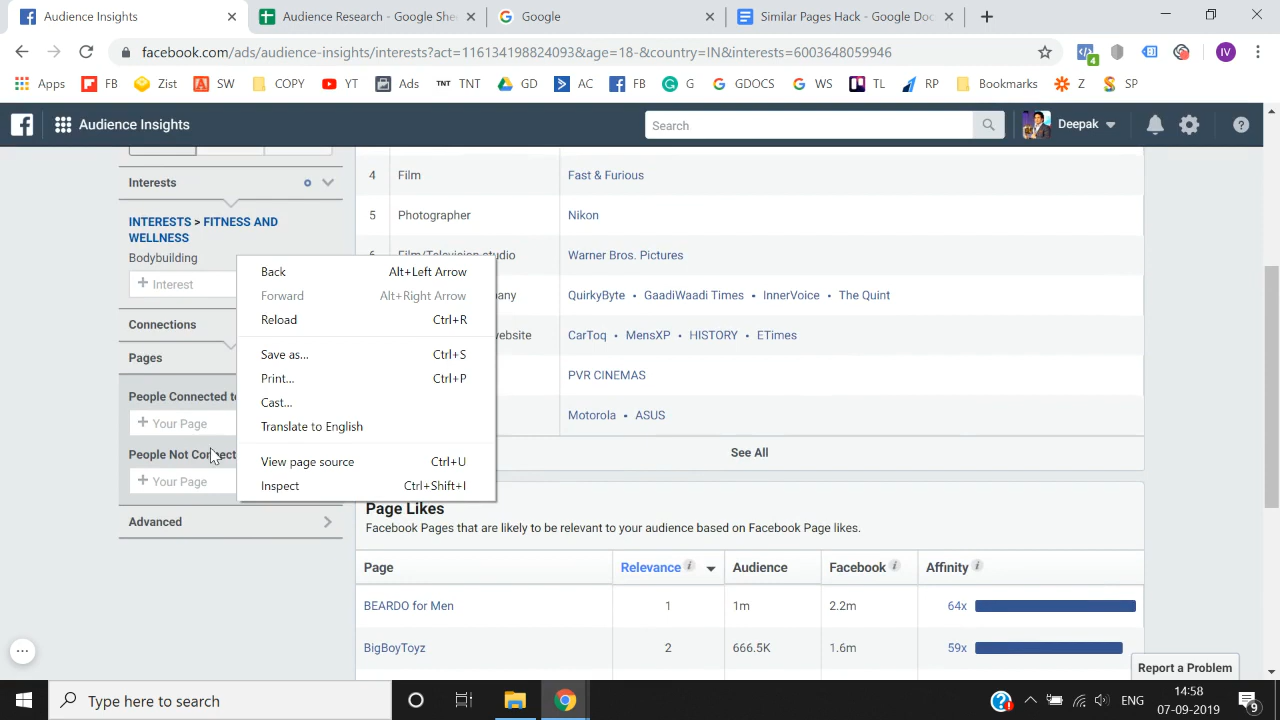 Audience Insights
Audience Research - Google She
Google
Similar Pages Hack - Google Doc
facebook.com/ads/audience-insights/interests?act=116134198824093&age=18-&country=IN&interests=6003648059946
4
IV
Apps
FB
Zist
SW
COPY
YT
Ads
TNT
TNT
GD
AC
FB
G
GDOCS
WS
TL
RP
Bookmarks
Z
SP
Audience Insights
Search
Deepak
Interests
INTERESTS > FITNESS AND
WELLNESS
Bodybuilding
+ Interest
Connections
Pages
People Connected to
+ Your Page
People Not Connect
+ Your Page
Advanced
Back Alt+Left Arrow
Forward Alt+Right Arrow
Reload Ctrl+R
Save as... Ctrl+S
Print... Ctrl+P
Cast...
Translate to English
View page source Ctrl+U
Inspect Ctrl+Shift+I
4 Film Fast & Furious
5 Photographer Nikon
6 Film/Television studio Warner Bros. Pictures
QuirkyByte • GaadiWaadi Times • InnerVoice • The Quint
CarToq • MensXP • HISTORY • ETimes
PVR CINEMAS
Motorola • ASUS
See All
Page Likes
Facebook Pages that are likely to be relevant to your audience based on Facebook Page likes.
Page Relevance Audience Facebook Affinity
BEARDO for Men 1 1m 2.2m 64x
BigBoyToyz 2 666.5K 1.6m 59x
Report a Problem
Type here to search
ENG
14:58
07-09-2019
9